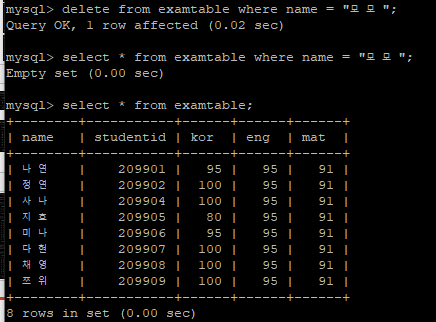 mysql> delete from examtable where name = "모모";
Query OK, 1 row affected (0.02 sec)
mysql> select * from examtable where name = "모모";
Empty set (0.00 sec)
mysql> select * from examtable;
+--------+-----------+------+------+------+
| name | studentid | kor | eng | mat |
+--------+-----------+------+------+------+
| 나연 | 209901 | 95 | 95 | 91 |
| 정연 | 209902 | 100 | 95 | 91 |
| 사나 | 209904 | 100 | 95 | 91 |
| 지효 | 209905 | 80 | 95 | 91 |
| 미나 | 209906 | 95 | 95 | 91 |
| 다현 | 209907 | 100 | 95 | 91 |
| 채영 | 209908 | 100 | 95 | 91 |
| 쯔위 | 209909 | 100 | 95 | 91 |
+--------+-----------+------+------+------+
8 rows in set (0.00 sec)